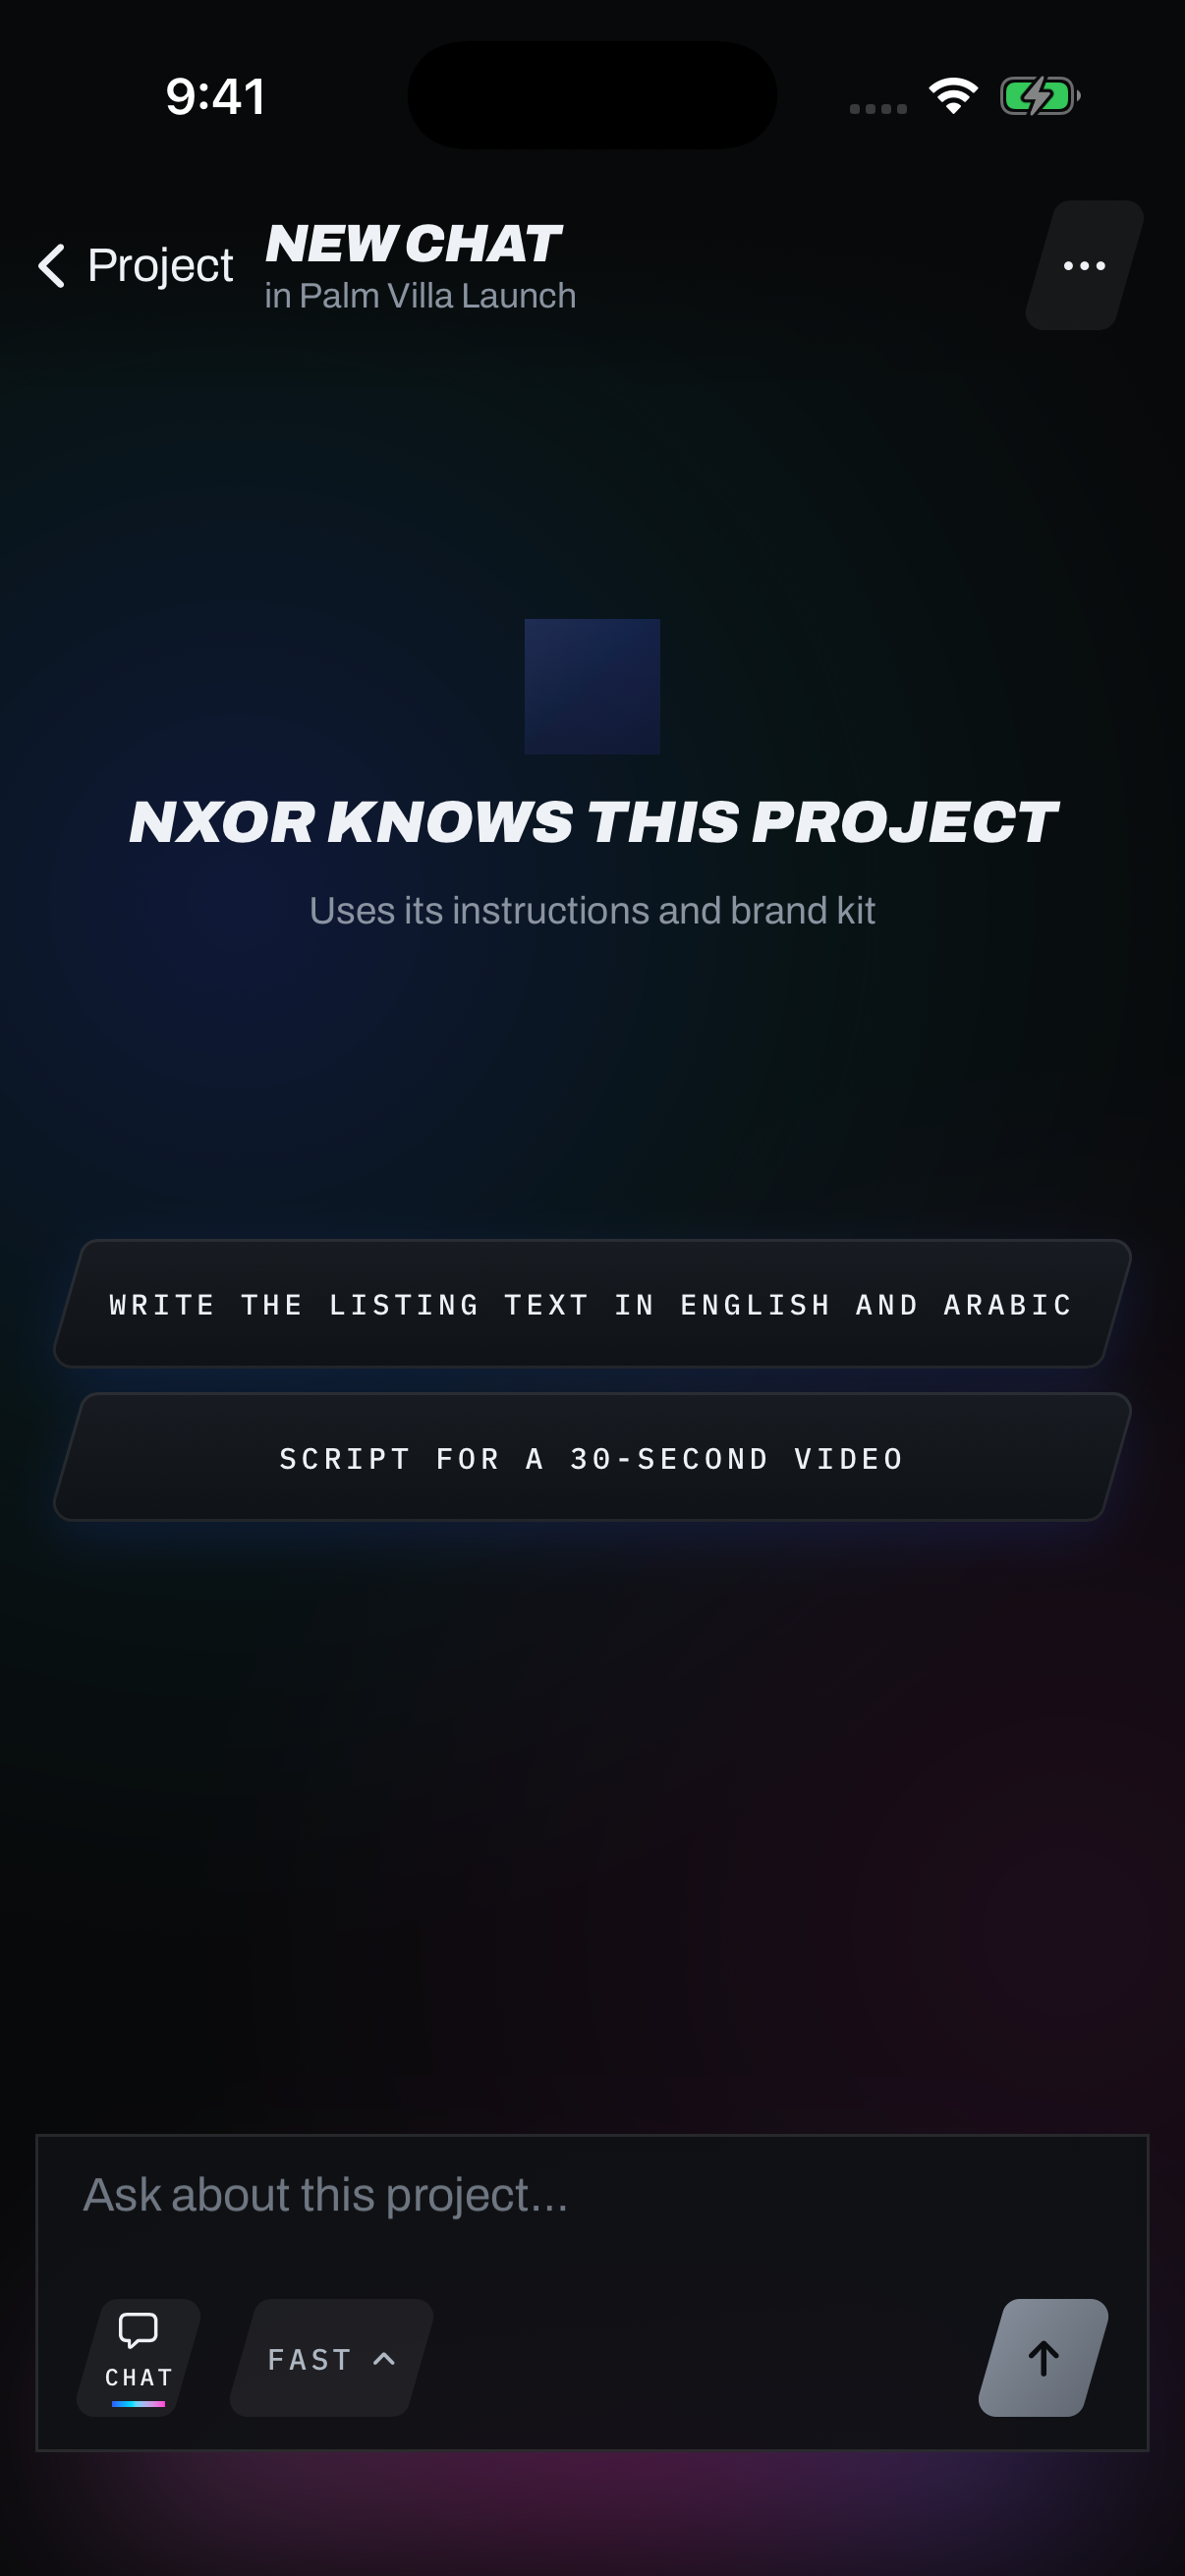 9:41
Project
NEW CHAT
in Palm Villa Launch
NXOR KNOWS THIS PROJECT
Uses its instructions and brand kit
WRITE THE LISTING TEXT IN ENGLISH AND ARABIC
SCRIPT FOR A 30-SECOND VIDEO
Ask about this project...
CHAT
FAST